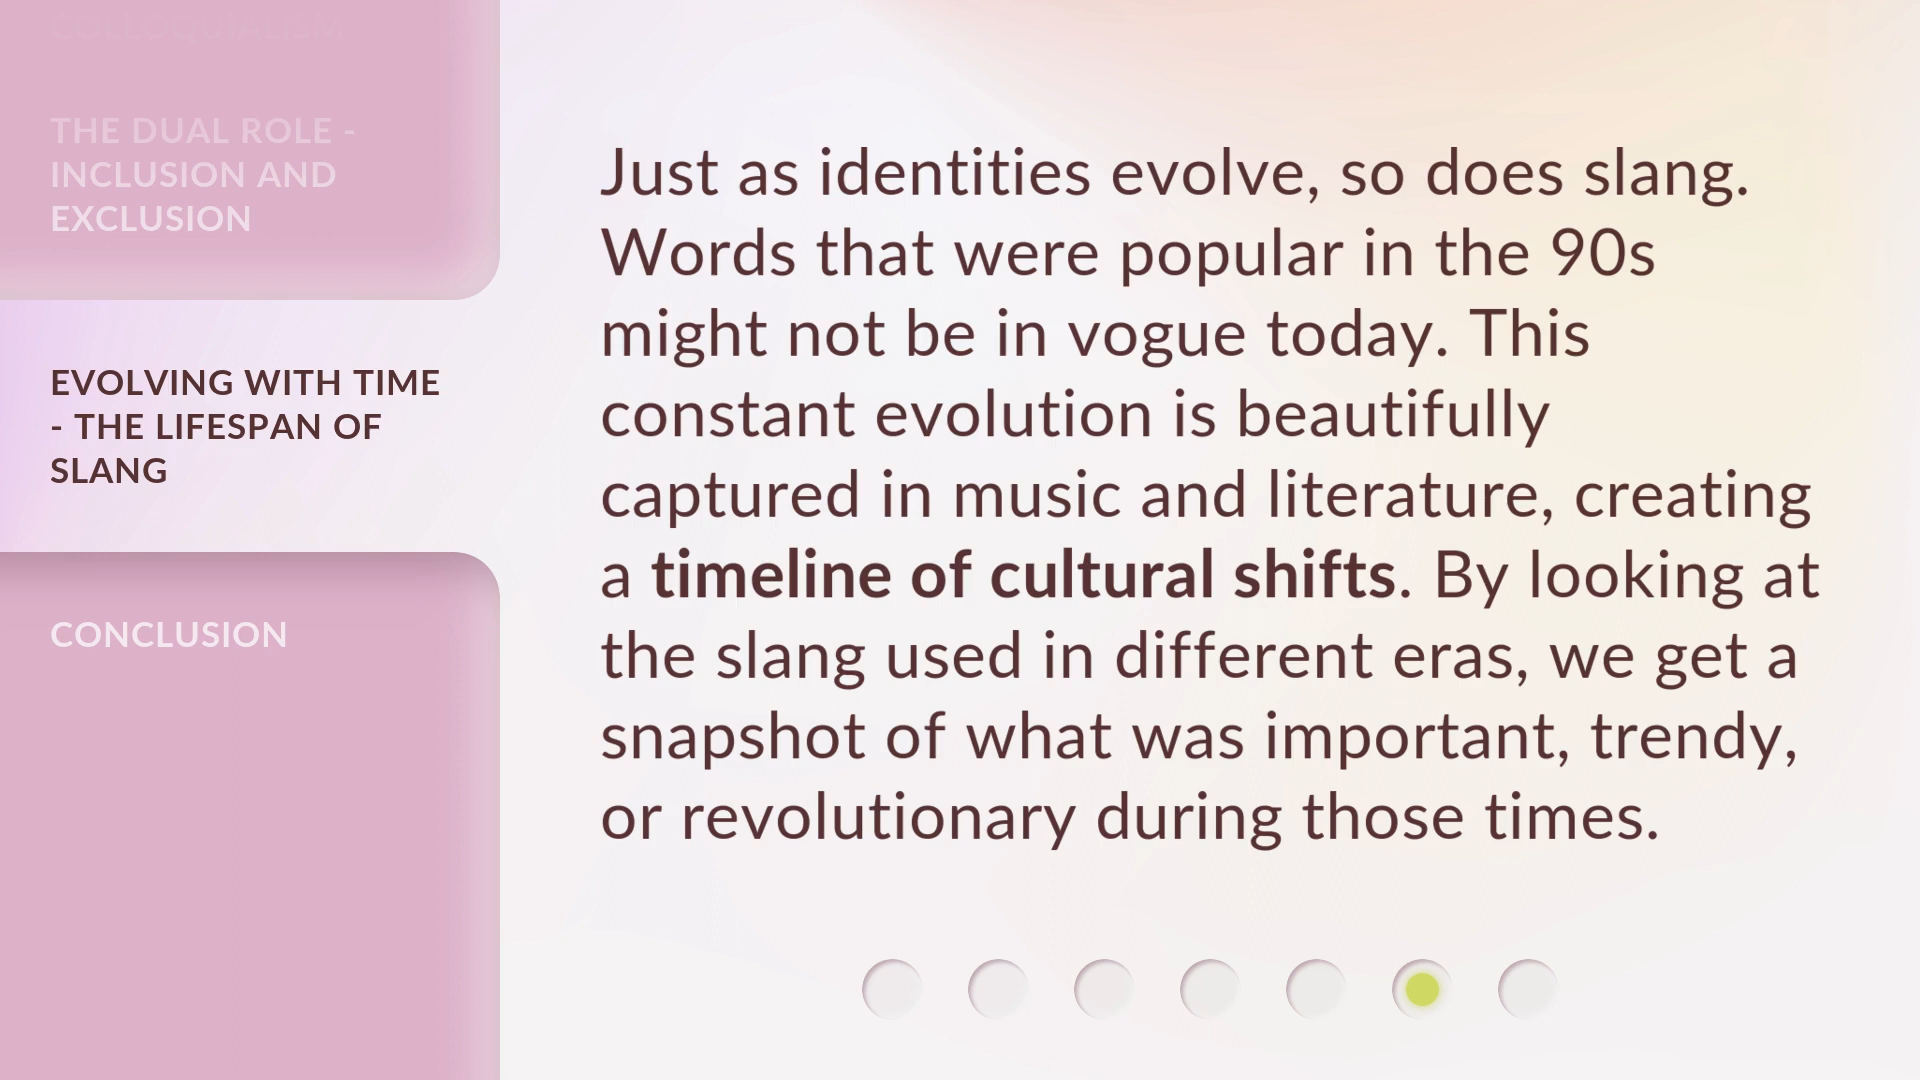 COLLOQUIALISM
THE DUAL ROLE -
INCLUSION AND
EXCLUSION
EVOLVING WITH TIME
- THE LIFESPAN OF
SLANG
CONCLUSION
Just as identities evolve, so does slang.
Words that were popular in the 90s
might not be in vogue today. This
constant evolution is beautifully
captured in music and literature, creating
a timeline of cultural shifts. By looking at
the slang used in different eras, we get a
snapshot of what was important, trendy,
or revolutionary during those times.